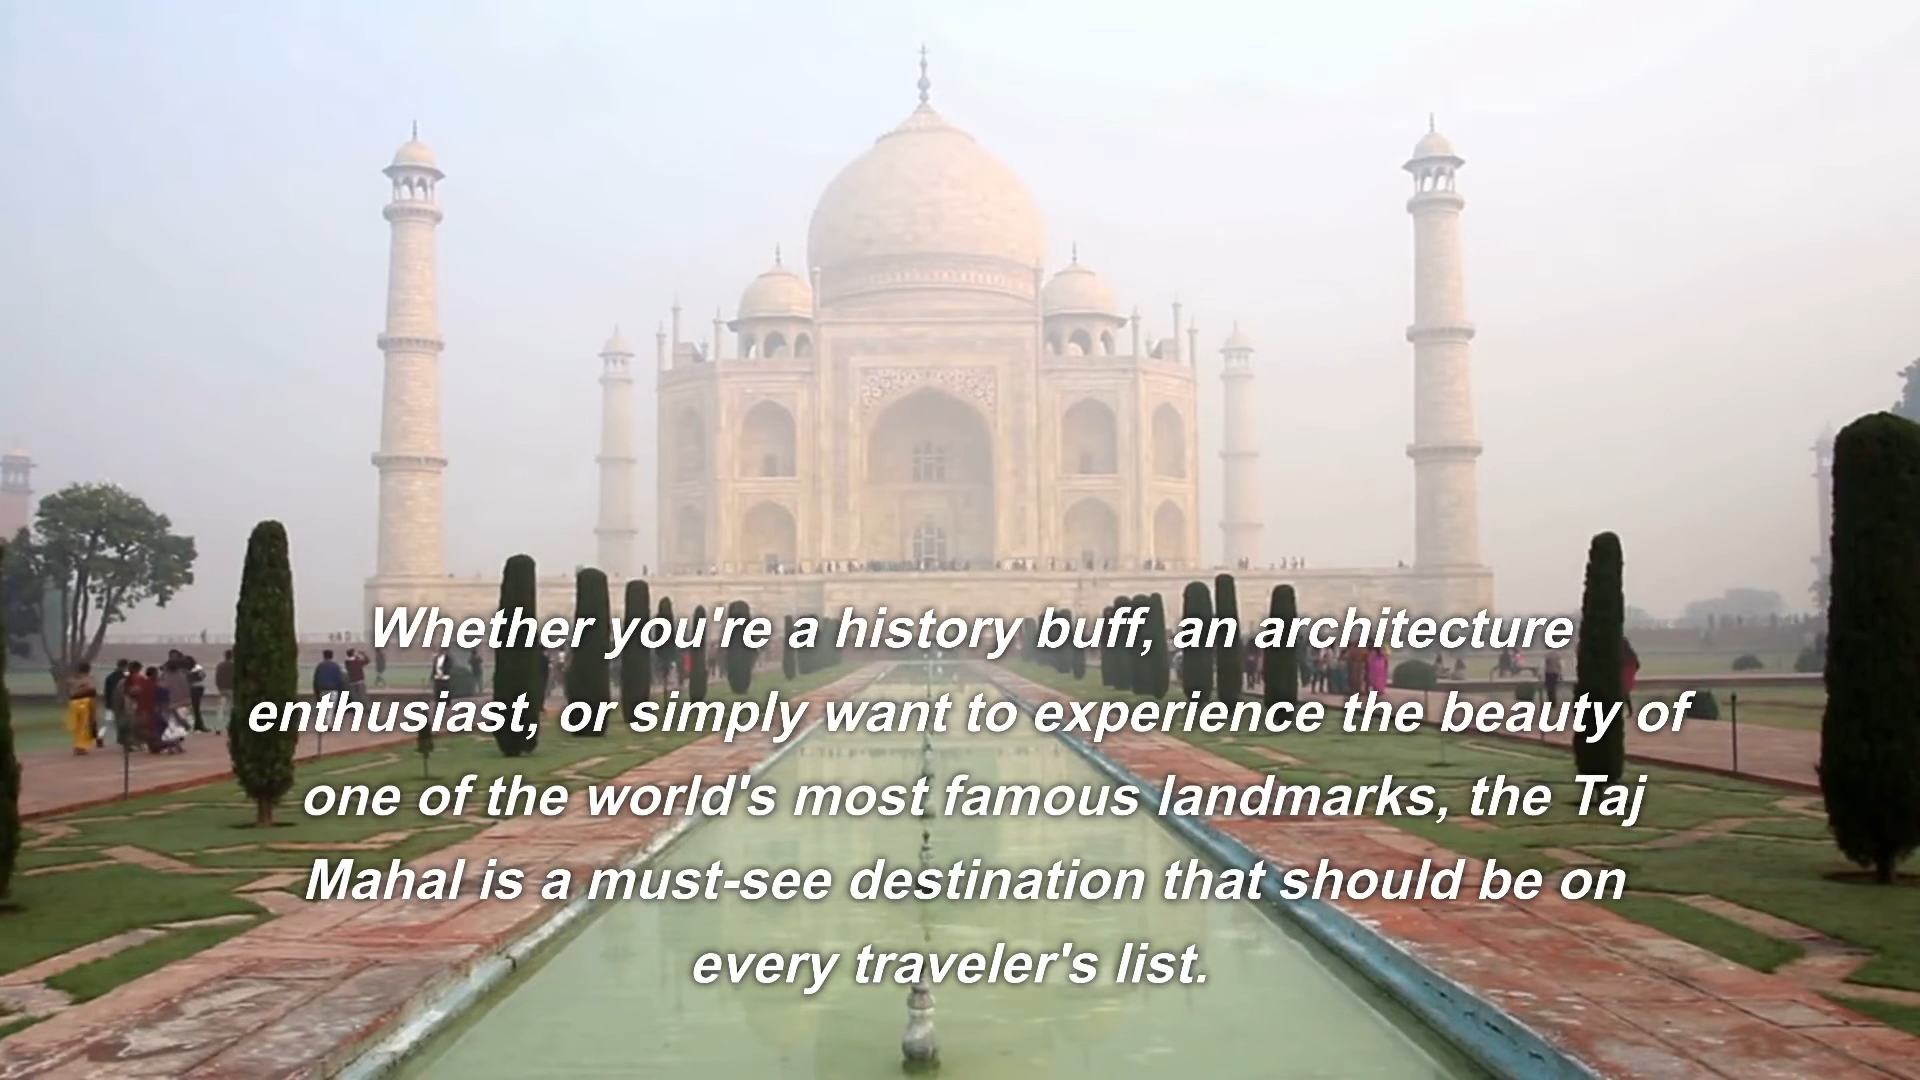 Whether you're a history buff, an architecture
enthusiast, or simply want to experience the beauty of
one of the world's most famous landmarks, the Taj
Mahal is a must-see destination that should be on
every traveler's list.